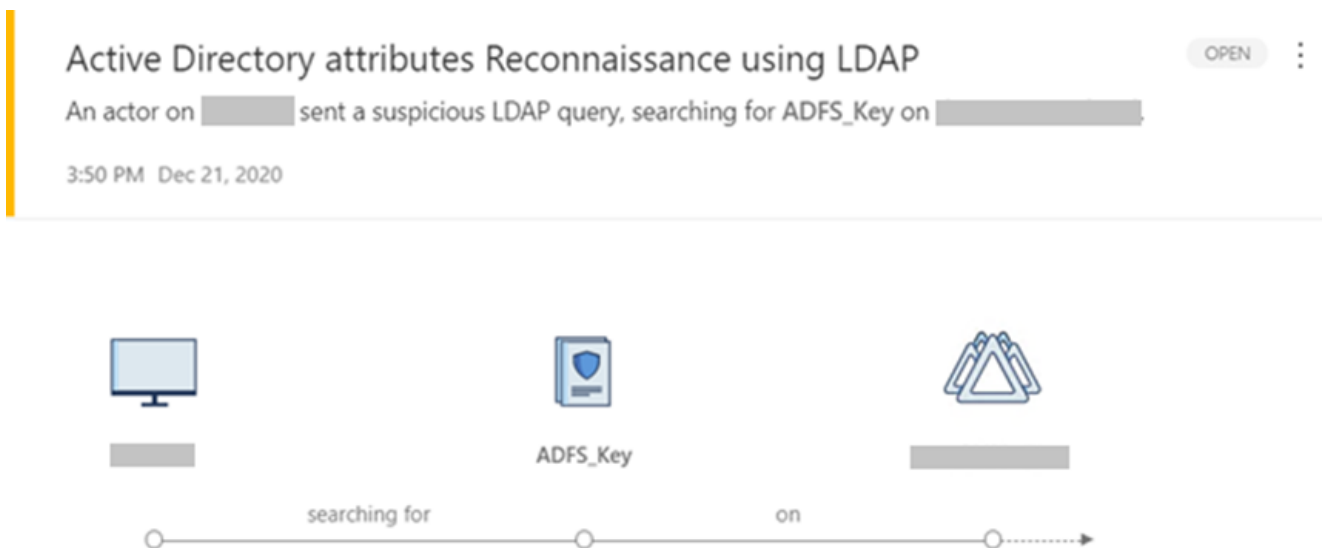 Active Directory attributes Reconnaissance using LDAP
OPEN
An actor on sent a suspicious LDAP query, searching for ADFS_Key on .
3:50 PM Dec 21, 2020
ADFS_Key
searching for
on